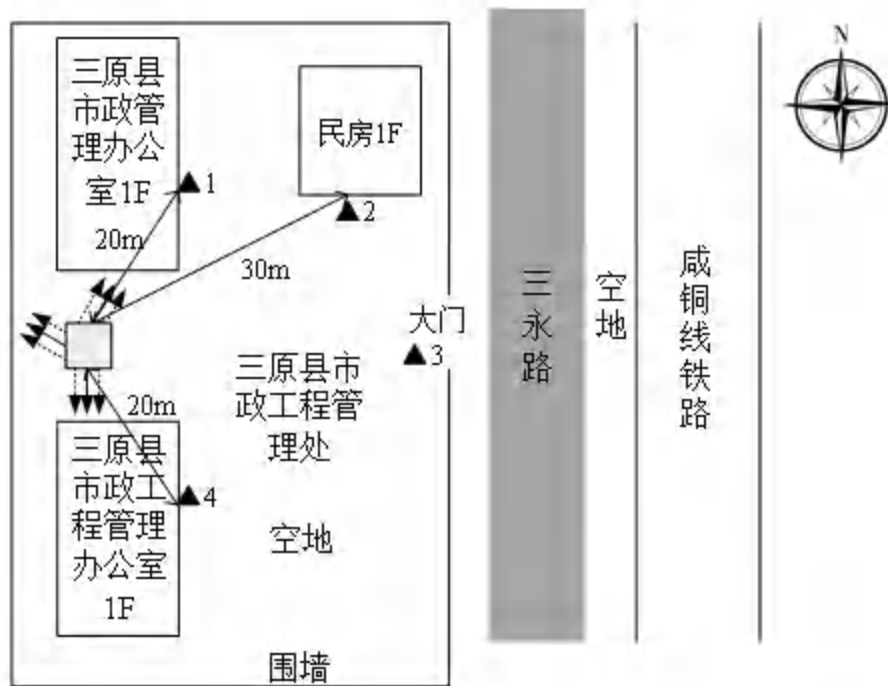 三原县
市政管
理办公
室1F
民房1F
1
2
20m
30m
N
大门
3
三原县市
政工程管
理处
空地
20m
三原县
市政工
程管理
办公室
1F
4
围墙
三永路
空地
咸铜线铁路